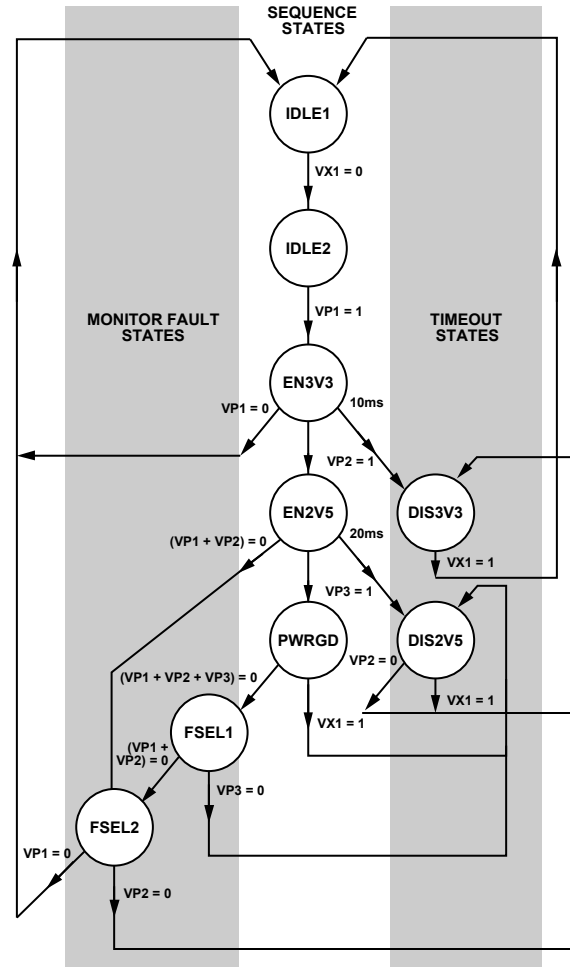 SEQUENCE
STATES
IDLE1
VX1 = 0
IDLE2
MONITOR FAULT
STATES
VP1 = 1
TIMEOUT
STATES
EN3V3
VP1 = 0
10ms
VP2 = 1
DIS3V3
EN2V5
(VP1 + VP2) = 0
20ms
VX1 = 1
VP3 = 1
PWRGD
DIS2V5
VP2 = 0
(VP1 + VP2 + VP3) = 0
VX1 = 1
VX1 = 1
FSEL1
(VP1 +
VP2) = 0
VP3 = 0
FSEL2
VP1 = 0
VP2 = 0